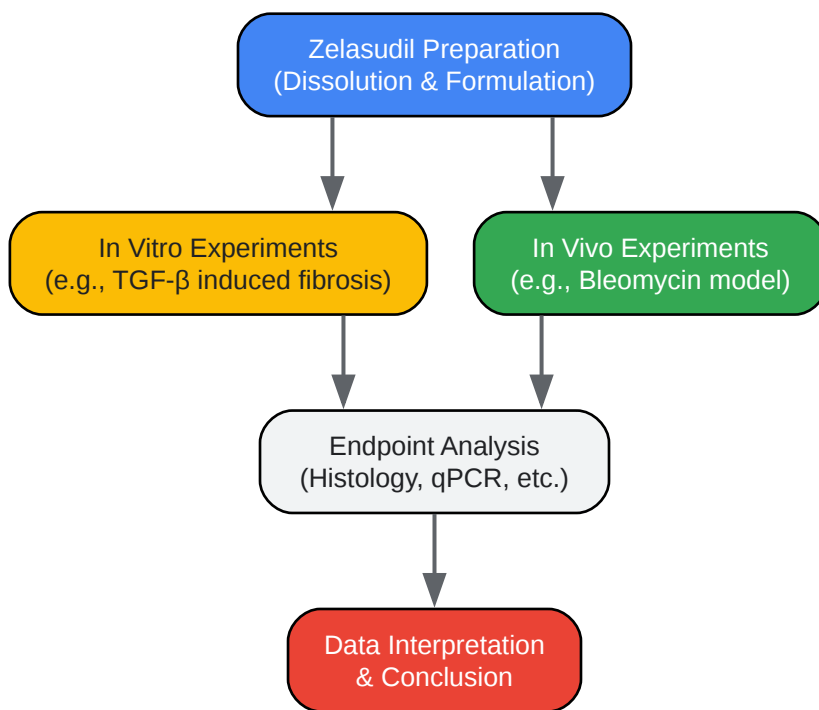 Zelasudil Preparation
(Dissolution & Formulation)
In Vitro Experiments
(e.g., TGF-β induced fibrosis)
In Vivo Experiments
(e.g., Bleomycin model)
Endpoint Analysis
(Histology, qPCR, etc.)
Data Interpretation
& Conclusion